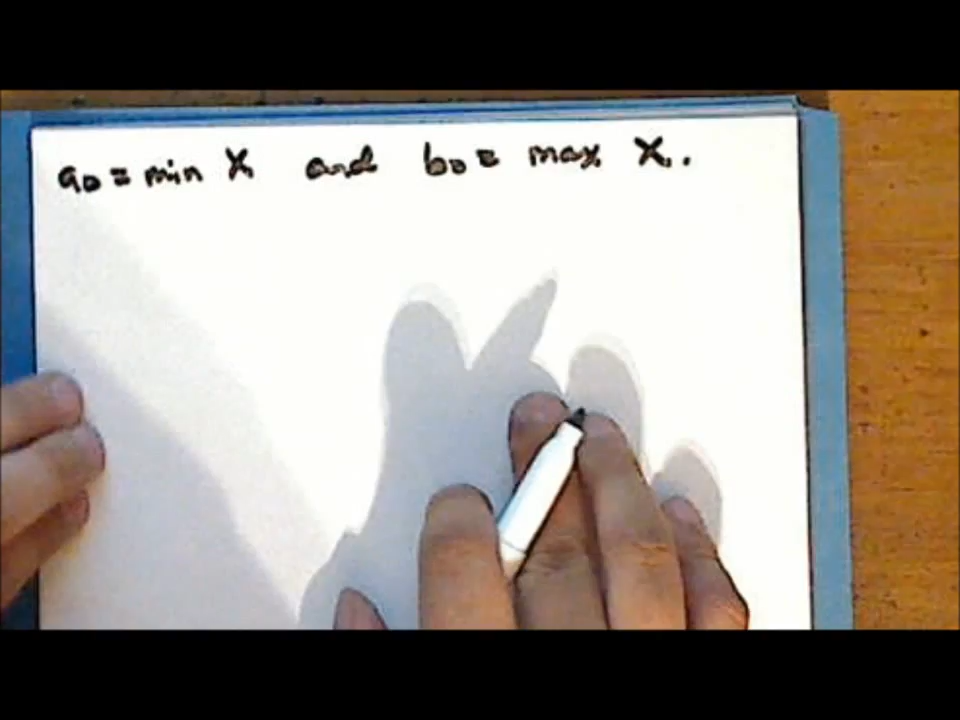 a₀ = min X, and b₀ = max X.